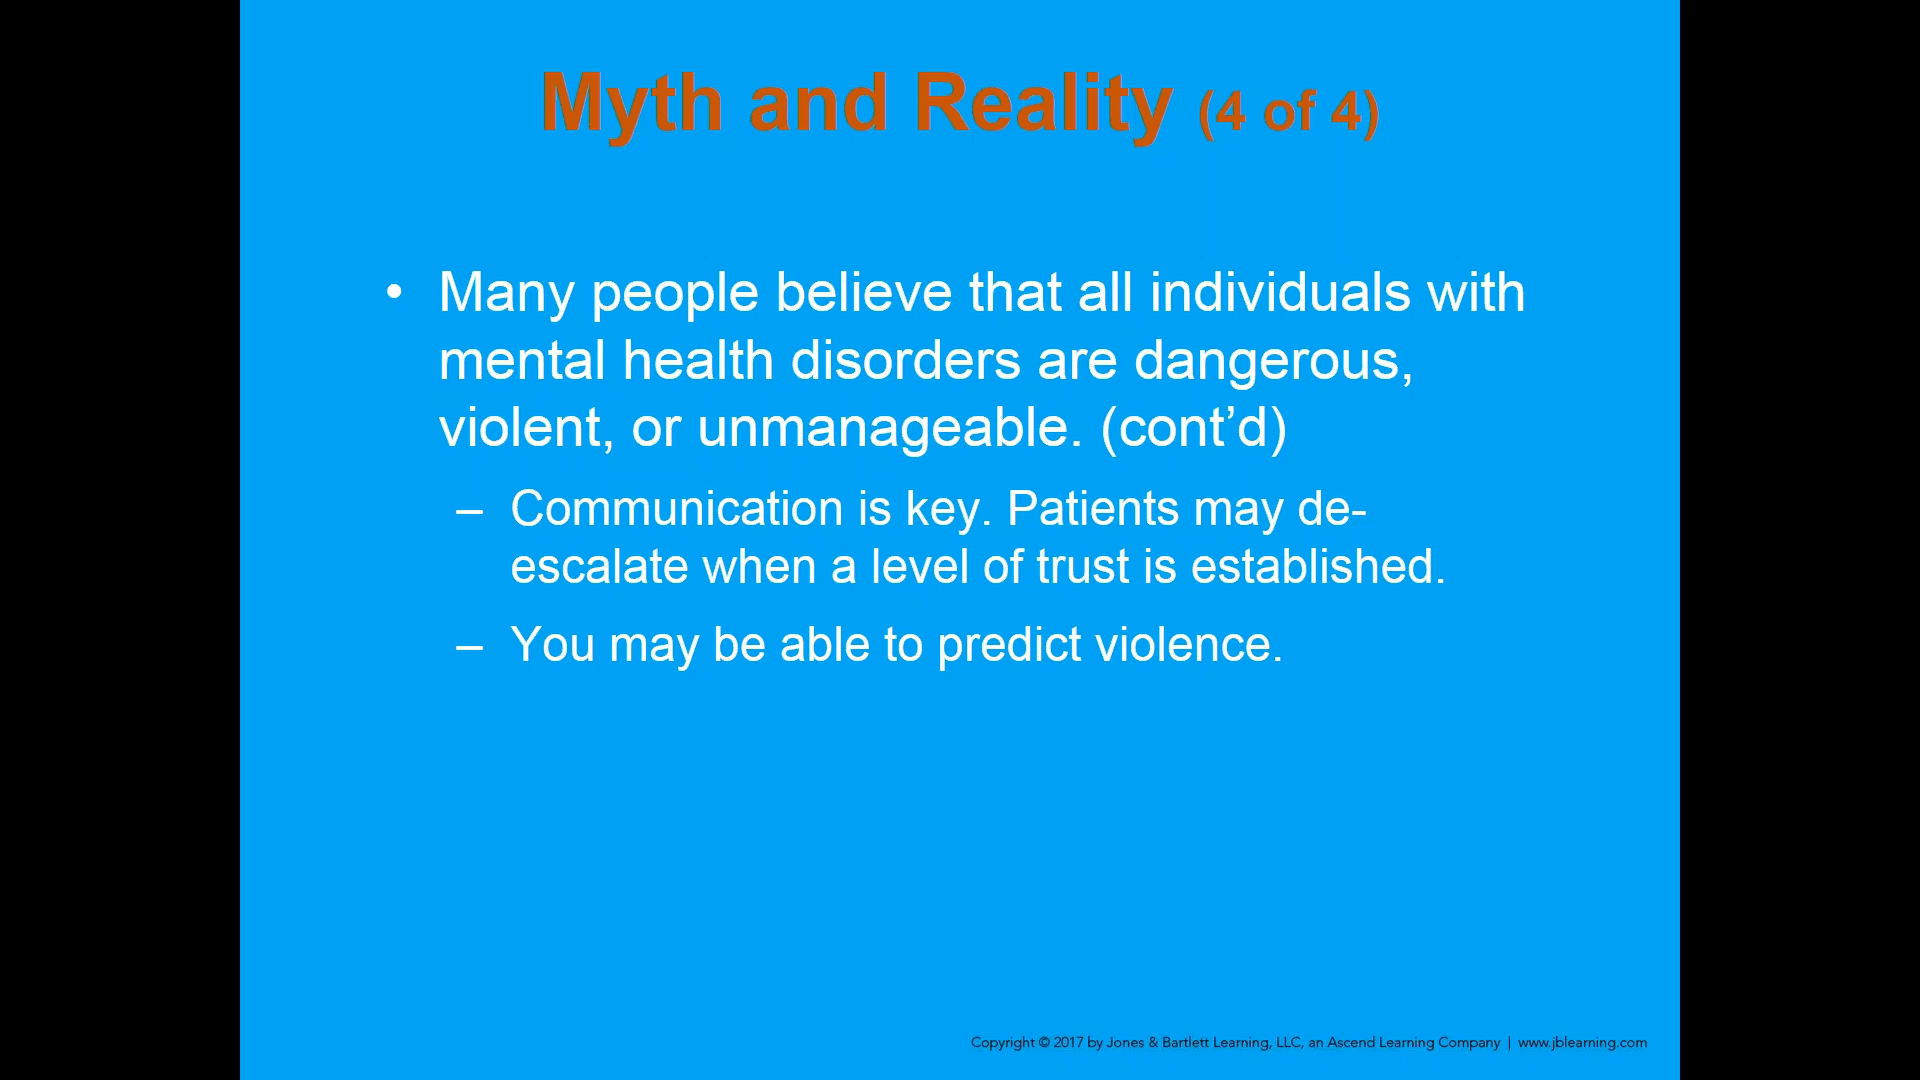 Myth and Reality (4 of 4)
• Many people believe that all individuals with
mental health disorders are dangerous,
violent, or unmanageable. (cont’d)
– Communication is key. Patients may de-
escalate when a level of trust is established.
– You may be able to predict violence.
Copyright © 2017 by Jones & Bartlett Learning, LLC, an Ascend Learning Company | www.jblearning.com